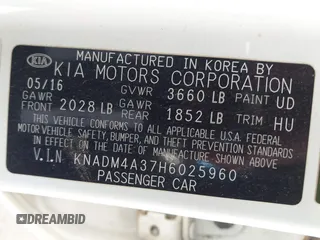 MANUFACTURED IN KOREA BY
KIA KIA MOTORS CORPORATION
05/16 GVWR 3660 LB PAINT UD
GAWR FRONT 2028 LB GAWR REAR 1852 LB TRIM HU
THIS VEHICLE CONFORMS TO ALL APPLICABLE U.S.A. FEDERAL
MOTOR VEHICLE SAFETY, BUMPER, AND THEFT PREVENTION
STANDARDS IN EFFECT ON THE DATE OF MANUFACTURE SHOWN ABOVE.
V.I.N KNADM4A37H6025960
PASSENGER CAR
DREAMBID